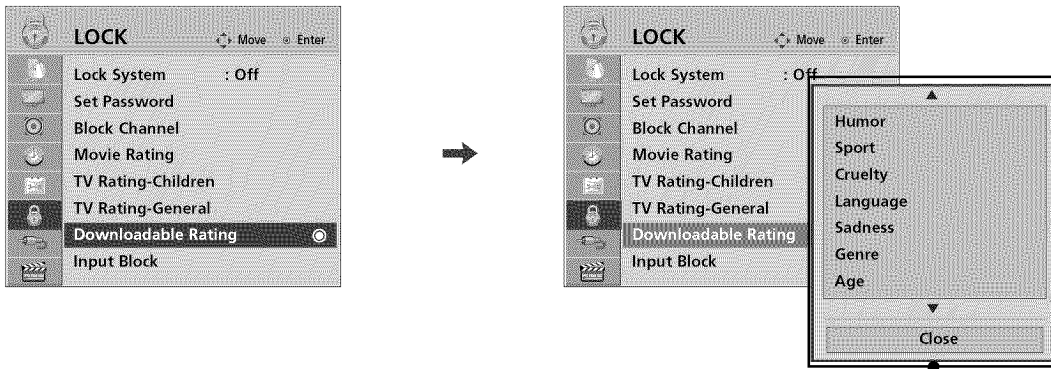 LOCK
Move
Enter
Lock System : Off
Set Password
Block Channel
Movie Rating
TV Rating-Children
TV Rating-General
Downloadable Rating
Input Block
LOCK
Move
Enter
Lock System : Off
Set Password
Block Channel
Movie Rating
TV Rating-Children
TV Rating-General
Downloadable Rating
Input Block
Humor
Sport
Cruelty
Language
Sadness
Genre
Age
Close